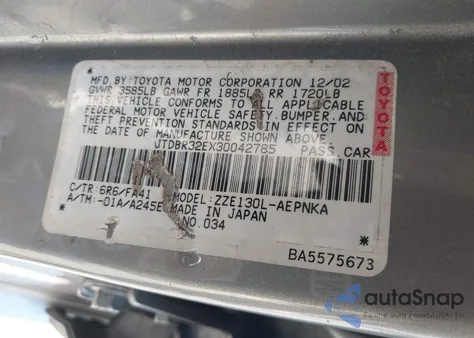 MFD.BY:TOYOTA MOTOR CORPORATION 12/02
GVWR 3585LB GAWR FR 1885LB RR 1720LB
THIS VEHICLE CONFORMS TO ALL APPLICABLE
FEDERAL MOTOR VEHICLE SAFETY,BUMPER,AND
THEFT PREVENTION STANDARDS IN EFFECT ON
THE DATE OF MANUFACTURE SHOWN ABOVE.
JTDBR32EX30042785 PASS.CAR
C/TR:6R6/FA41 MODEL:ZZE130L-AEPNKA
A/TM:-01A/A245E MADE IN JAPAN
NO.034
BA5575673
TOYOTA
autoSnap